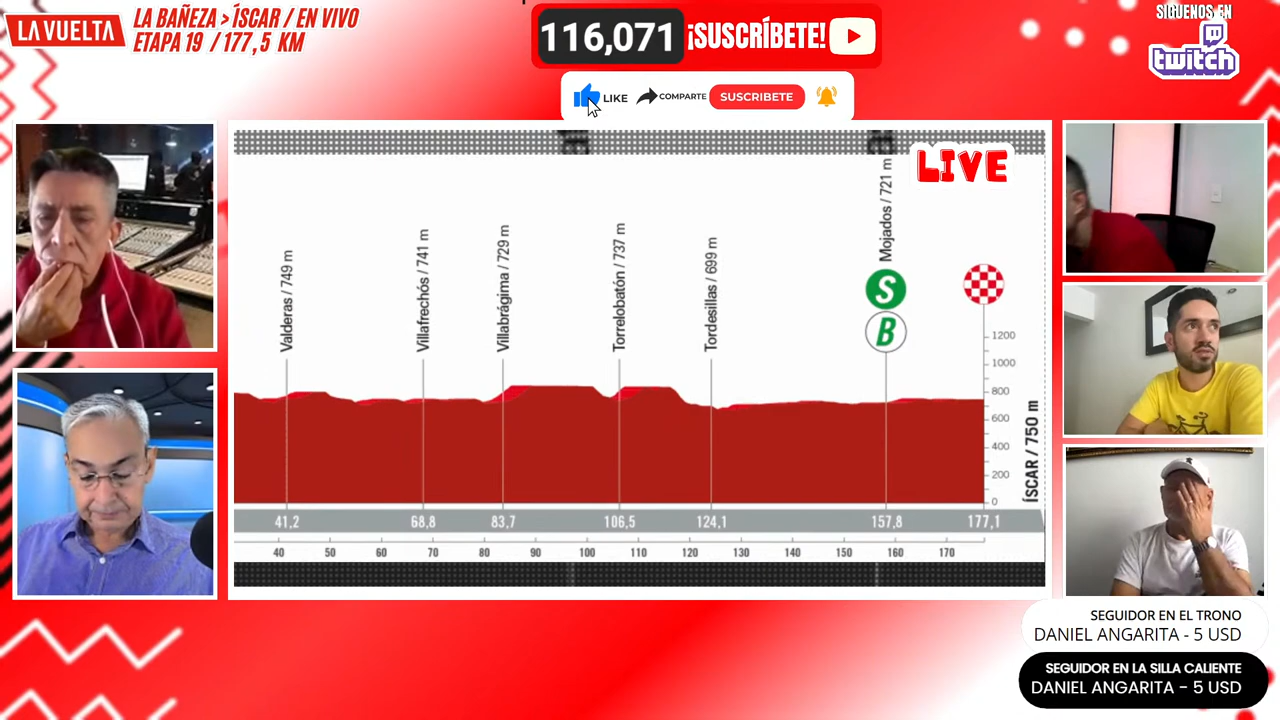 LA VUELTA
LA BAÑEZA > ÍSCAR / EN VIVO
ETAPA 19 / 177,5 KM
116,071
¡SUSCRÍBETE!
SIGUENOS EN
twitch
LIKE
COMPARTE
SUSCRIBETE
LIVE
Valderas / 749 m
Villafrechós / 741 m
Villabrágima / 729 m
Torrelobatón / 737 m
Tordesillas / 699 m
Mojados / 721 m
S
B
1200
1000
800
600
400
200
0
ÍSCAR / 750 m
41,2 68,8 83,7 106,5 124,1 157,8 177,1
40 50 60 70 80 90 100 110 120 130 140 150 160 170
SEGUIDOR EN EL TRONO
DANIEL ANGARITA - 5 USD
SEGUIDOR EN LA SILLA CALIENTE
DANIEL ANGARITA - 5 USD